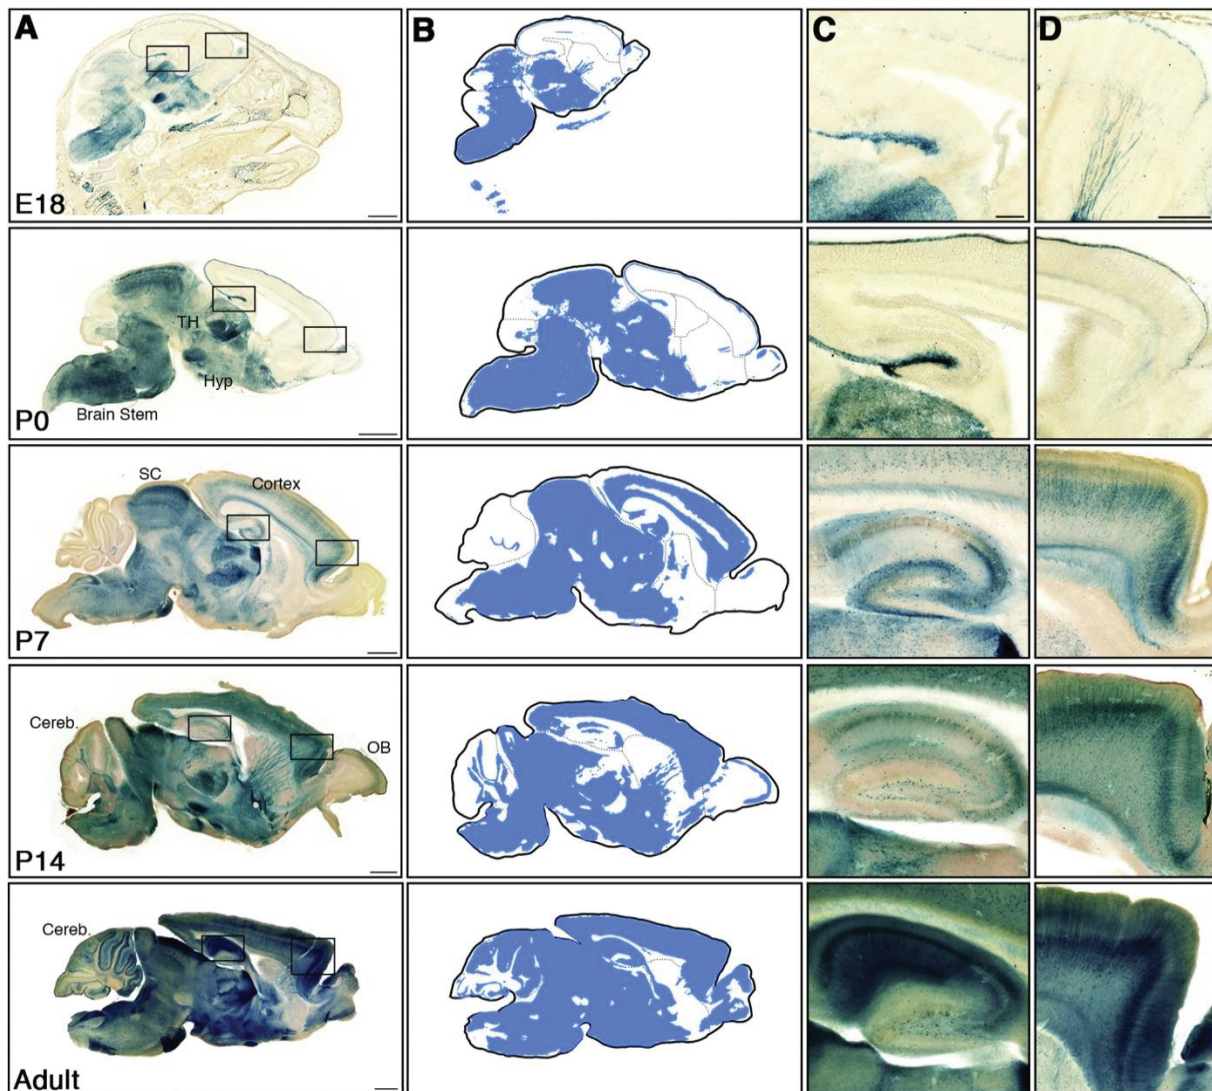 A B C D
E18
TH
Hyp
Brain Stem
P0
SC
Cortex
P7
Cereb.
OB
P14
Cereb.
Adult